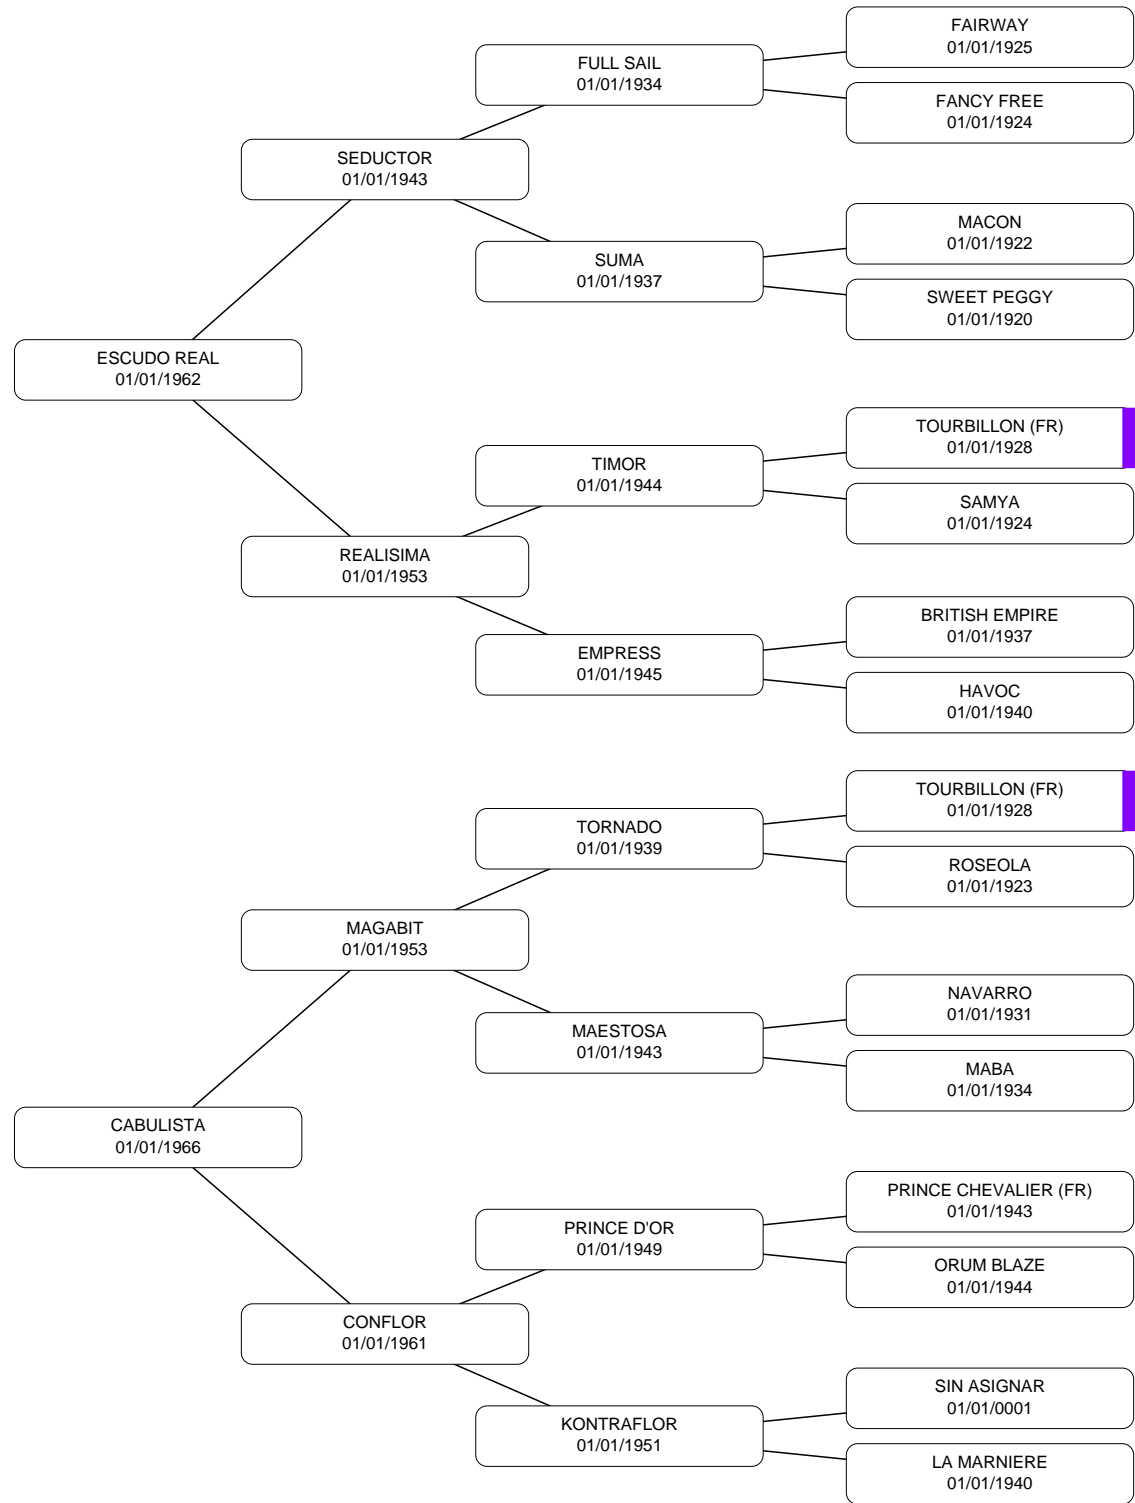 FAIRWAY
01/01/1925
FULL SAIL
01/01/1934
FANCY FREE
01/01/1924
SEDUCTOR
01/01/1943
MACON
01/01/1922
SUMA
01/01/1937
SWEET PEGGY
01/01/1920
ESCUDO REAL
01/01/1962
TOURBILLON (FR)
01/01/1928
TIMOR
01/01/1944
SAMYA
01/01/1924
REALISIMA
01/01/1953
BRITISH EMPIRE
01/01/1937
EMPRESS
01/01/1945
HAVOC
01/01/1940
TOURBILLON (FR)
01/01/1928
TORNADO
01/01/1939
ROSEOLA
01/01/1923
MAGABIT
01/01/1953
NAVARRO
01/01/1931
MAESTOSA
01/01/1943
MABA
01/01/1934
CABULISTA
01/01/1966
PRINCE CHEVALIER (FR)
01/01/1943
PRINCE D'OR
01/01/1949
ORUM BLAZE
01/01/1944
CONFLOR
01/01/1961
SIN ASIGNAR
01/01/0001
KONTRAFLOR
01/01/1951
LA MARNIERE
01/01/1940